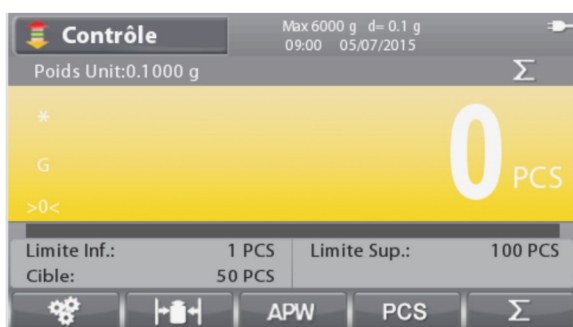 Contrôle
Max 6000 g d= 0.1 g
09:00 05/07/2015
Poids Unit:0.1000 g Σ
*
G
>0<
0 PCS
Limite Inf.: 1 PCS Limite Sup.: 100 PCS
Cible: 50 PCS
APW PCS Σ